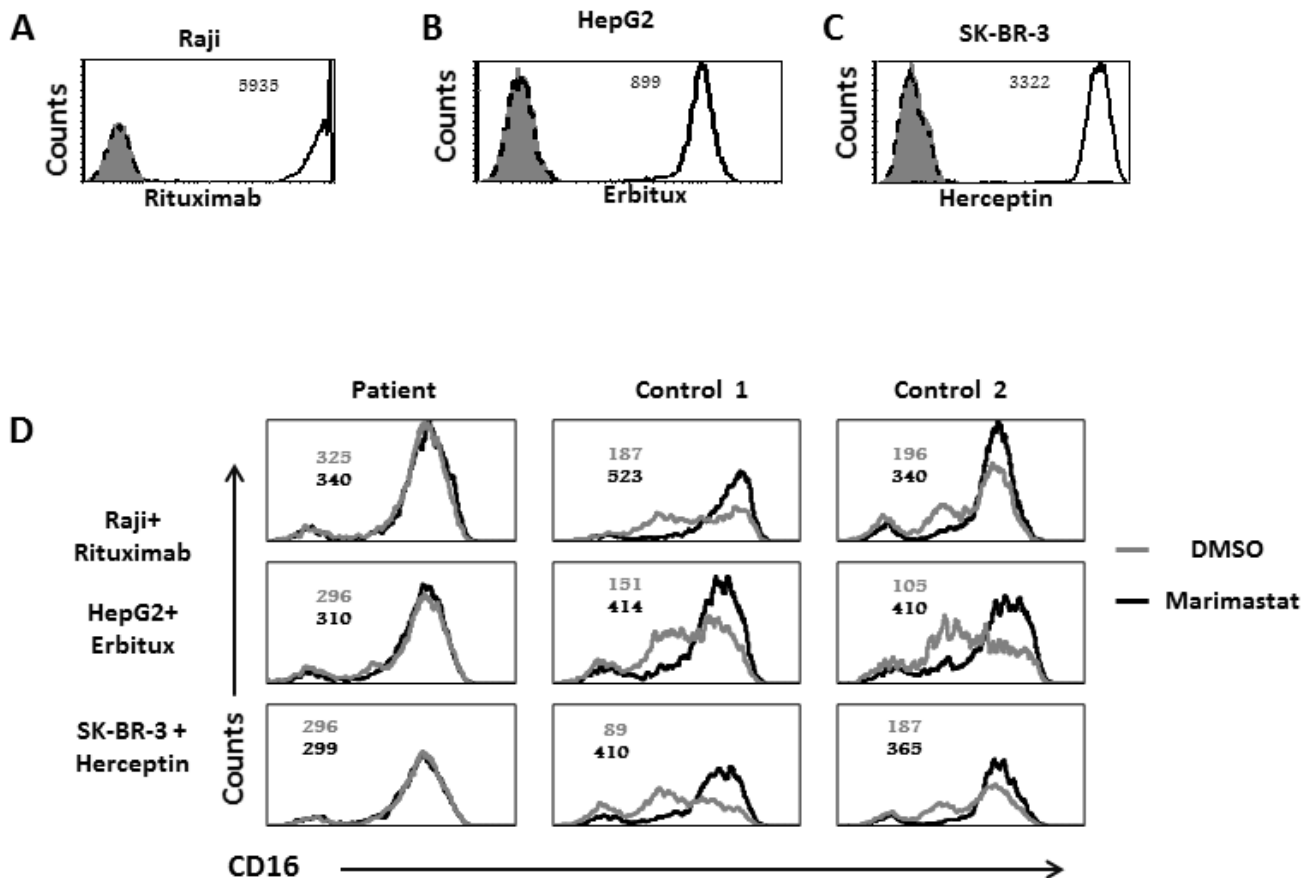 A
Raji
5935
Counts
Rituximab
B
HepG2
899
Counts
Erbitux
C
SK-BR-3
3322
Counts
Herceptin
D
Patient
Control 1
Control 2
Raji+
Rituximab
325
340
187
523
196
340
HepG2+
Erbitux
296
310
151
414
105
410
SK-BR-3 +
Herceptin
296
299
89
410
187
365
Counts
CD16
DMSO
Marimastat